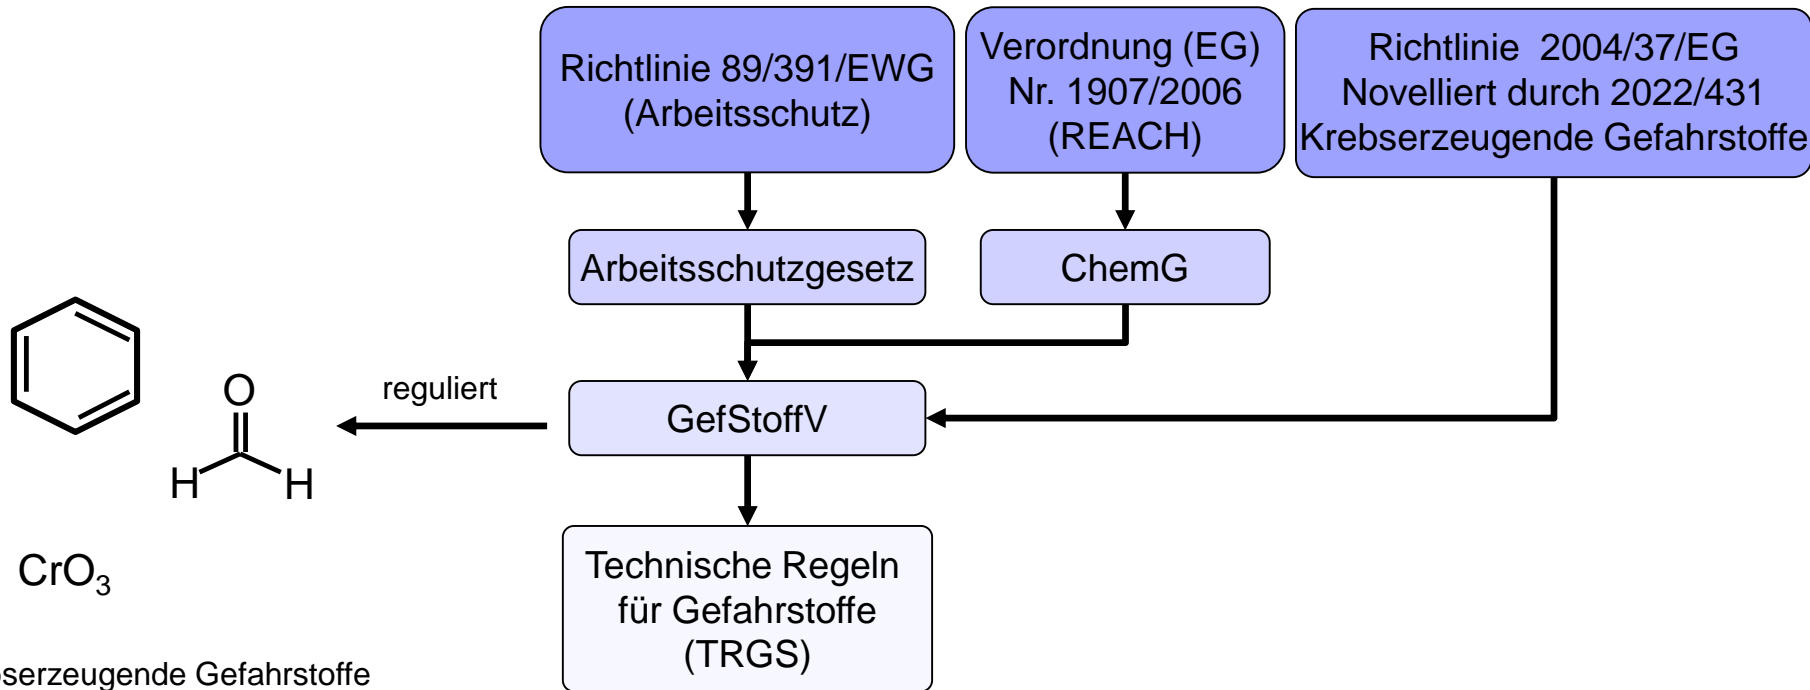 Richtlinie 89/391/EWG
(Arbeitsschutz)
Verordnung (EG)
Nr. 1907/2006
(REACH)
Richtlinie 2004/37/EG
Novelliert durch 2022/431
Krebserzeugende Gefahrstoffe
Arbeitsschutzgesetz
ChemG
reguliert
GefStoffV
O
H
H
CrO₃
Technische Regeln
für Gefahrstoffe
(TRGS)
Gefahrstoffe